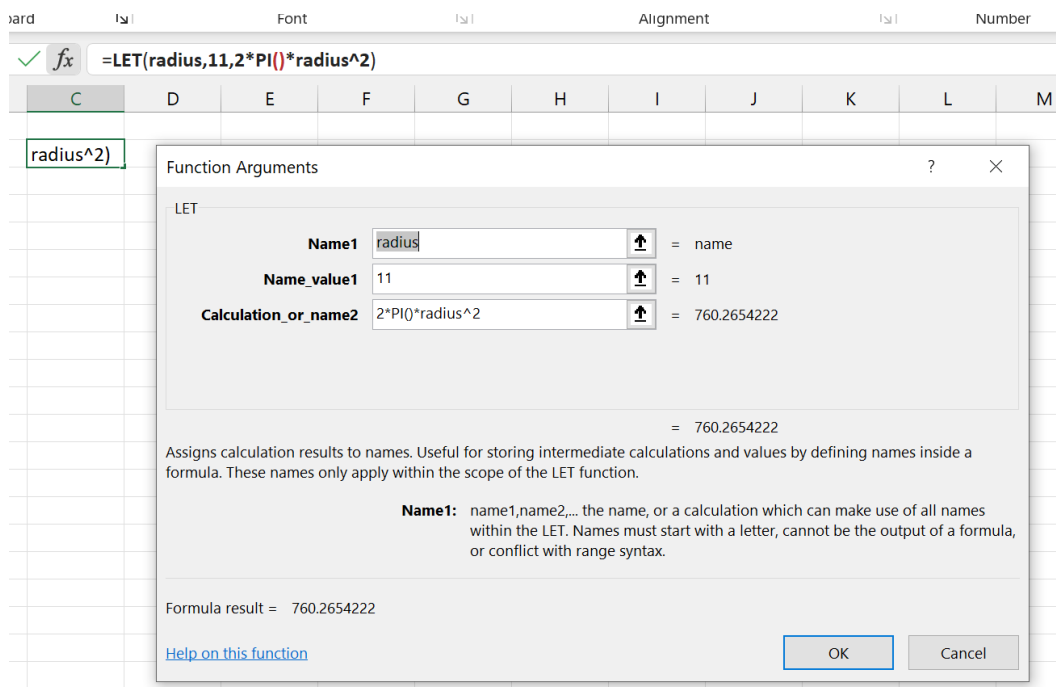 oard Font Alignment Number
fx =LET(radius,11,2*PI()*radius^2)
C D E F G H I J K L M
radius^2)
Function Arguments ? ×
LET
Name1 radius = name
Name_value1 11 = 11
Calculation_or_name2 2*PI()*radius^2 = 760.2654222
= 760.2654222
Assigns calculation results to names. Useful for storing intermediate calculations and values by defining names inside a
formula. These names only apply within the scope of the LET function.
Name1: name1,name2,... the name, or a calculation which can make use of all names
within the LET. Names must start with a letter, cannot be the output of a formula,
or conflict with range syntax.
Formula result = 760.2654222
Help on this function OK Cancel